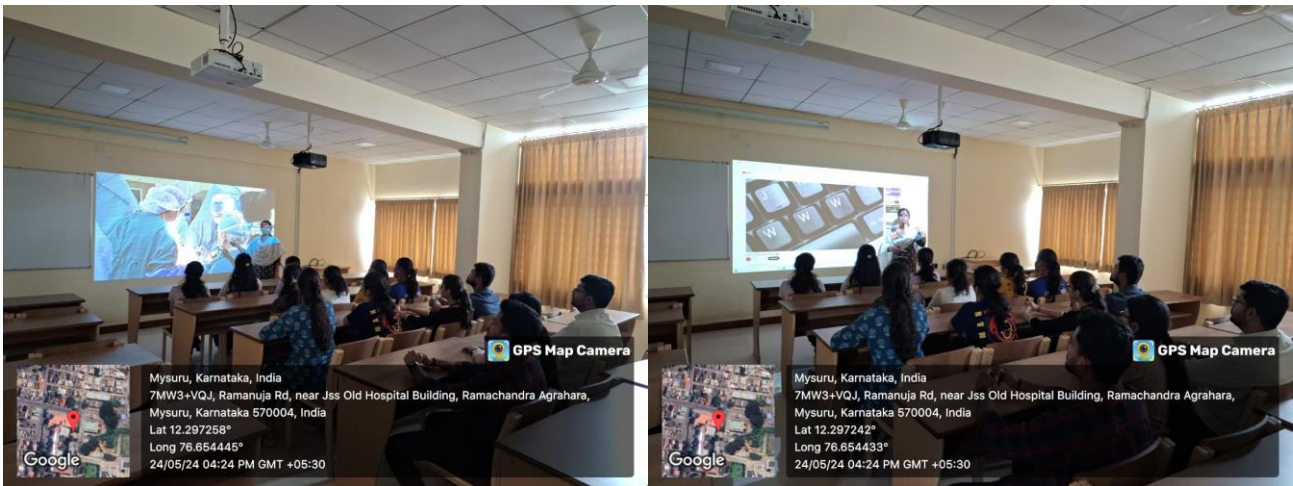 GPS Map Camera
Mysuru, Karnataka, India
7MW3+VQJ, Ramanuja Rd, near Jss Old Hospital Building, Ramachandra Agrahara,
Mysuru, Karnataka 570004, India
Lat 12.297258°
Long 76.654445°
24/05/24 04:24 PM GMT +05:30
Google
W
W
W
GPS Map Camera
Mysuru, Karnataka, India
7MW3+VQJ, Ramanuja Rd, near Jss Old Hospital Building, Ramachandra Agrahara,
Mysuru, Karnataka 570004, India
Lat 12.297242°
Long 76.654433°
24/05/24 04:24 PM GMT +05:30
Google